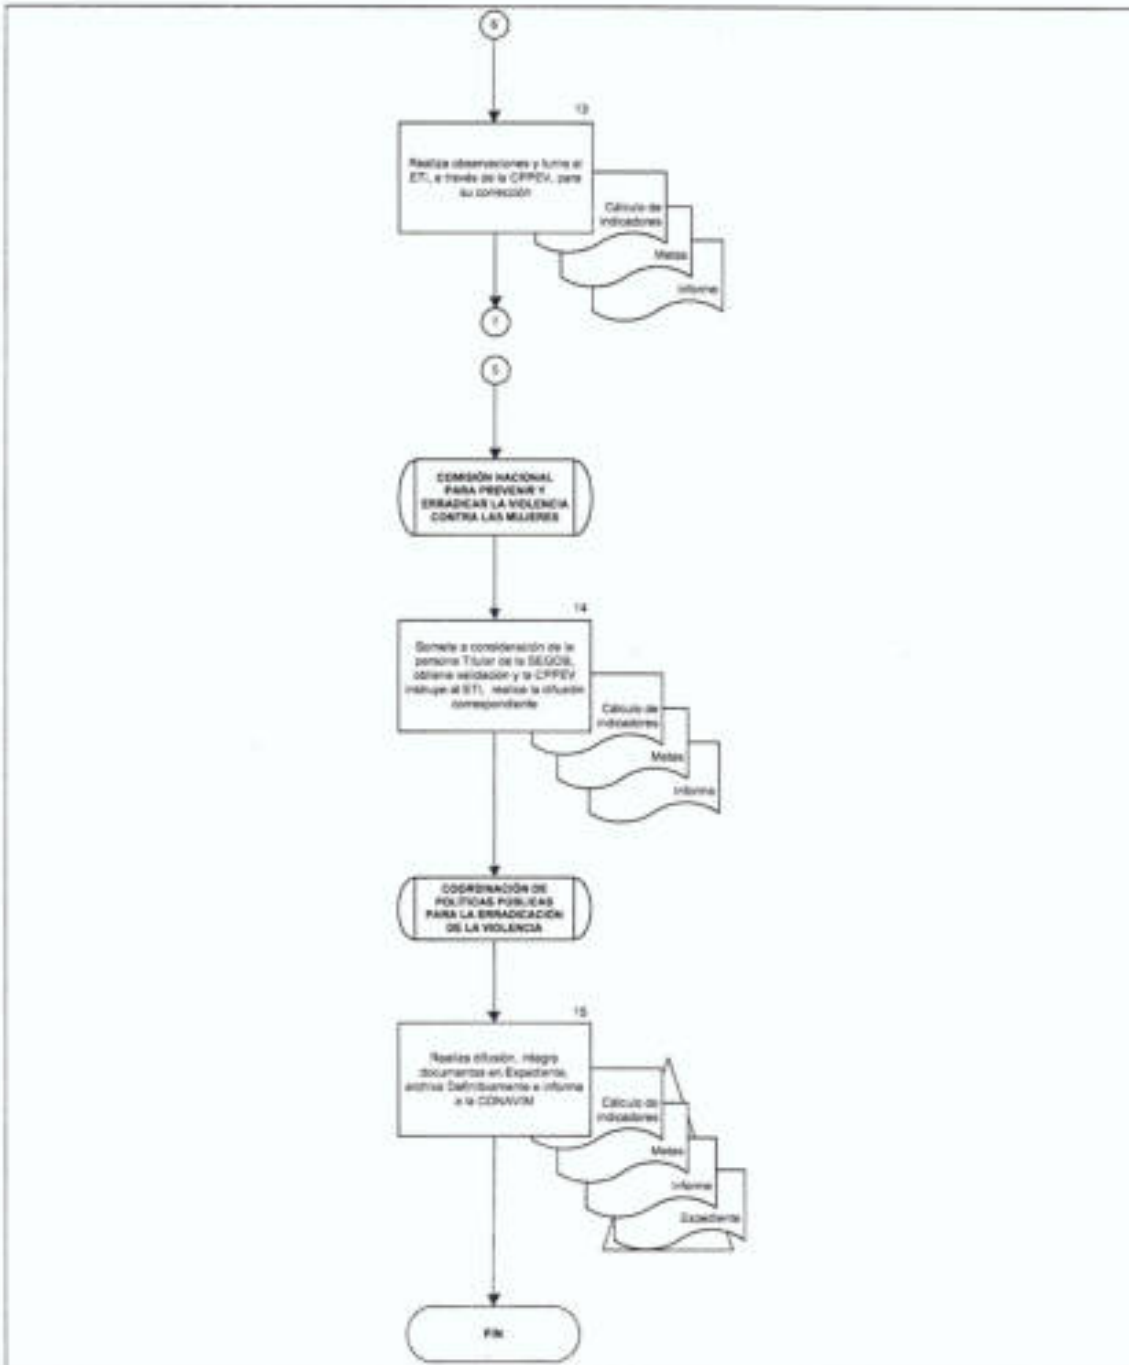 6
13
Realiza observaciones y turna al
ETI, a través de la CPPEV, para
su corrección
Cálculo de
indicadores
Metas
Informe
7
5
COMISIÓN NACIONAL
PARA PREVENIR Y
ERRADICAR LA VIOLENCIA
CONTRA LAS MUJERES
14
Somete a consideración de la
persona Titular de la SEGOB,
obtiene validación y la CPPEV
instruye al ETI, realice la difusión
correspondiente
Cálculo de
indicadores
Metas
Informe
COORDINACIÓN DE
POLÍTICAS PÚBLICAS
PARA LA ERRADICACIÓN
DE LA VIOLENCIA
15
Realiza difusión, integra
documentos en Expediente,
archiva Definitivamente e informa
a la CONAVIM
Cálculo de
indicadores
Metas
Informe
Expediente
FIN